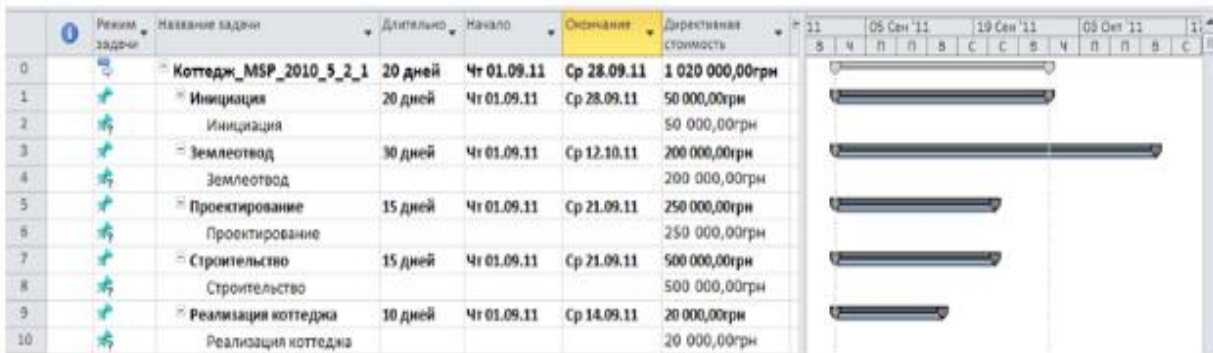 Режим задачи Название задачи Длительно Начало Окончание Директивная стоимость 11 05 Сен '11 19 Сен '11 03 Окт '11
В Ч П П В С С В Ч П П В С
0 Коттедж_MSP_2010_5_2_1 20 дней Чт 01.09.11 Ср 28.09.11 1 020 000,00грн
1 Инициация 20 дней Чт 01.09.11 Ср 28.09.11 50 000,00грн
2 Инициация 50 000,00грн
3 Землеотвод 30 дней Чт 01.09.11 Ср 12.10.11 200 000,00грн
4 Землеотвод 200 000,00грн
5 Проектирование 15 дней Чт 01.09.11 Ср 21.09.11 250 000,00грн
6 Проектирование 250 000,00грн
7 Строительство 15 дней Чт 01.09.11 Ср 21.09.11 500 000,00грн
8 Строительство 500 000,00грн
9 Реализация коттеджа 10 дней Чт 01.09.11 Ср 14.09.11 20 000,00грн
10 Реализация коттеджа 20 000,00грн